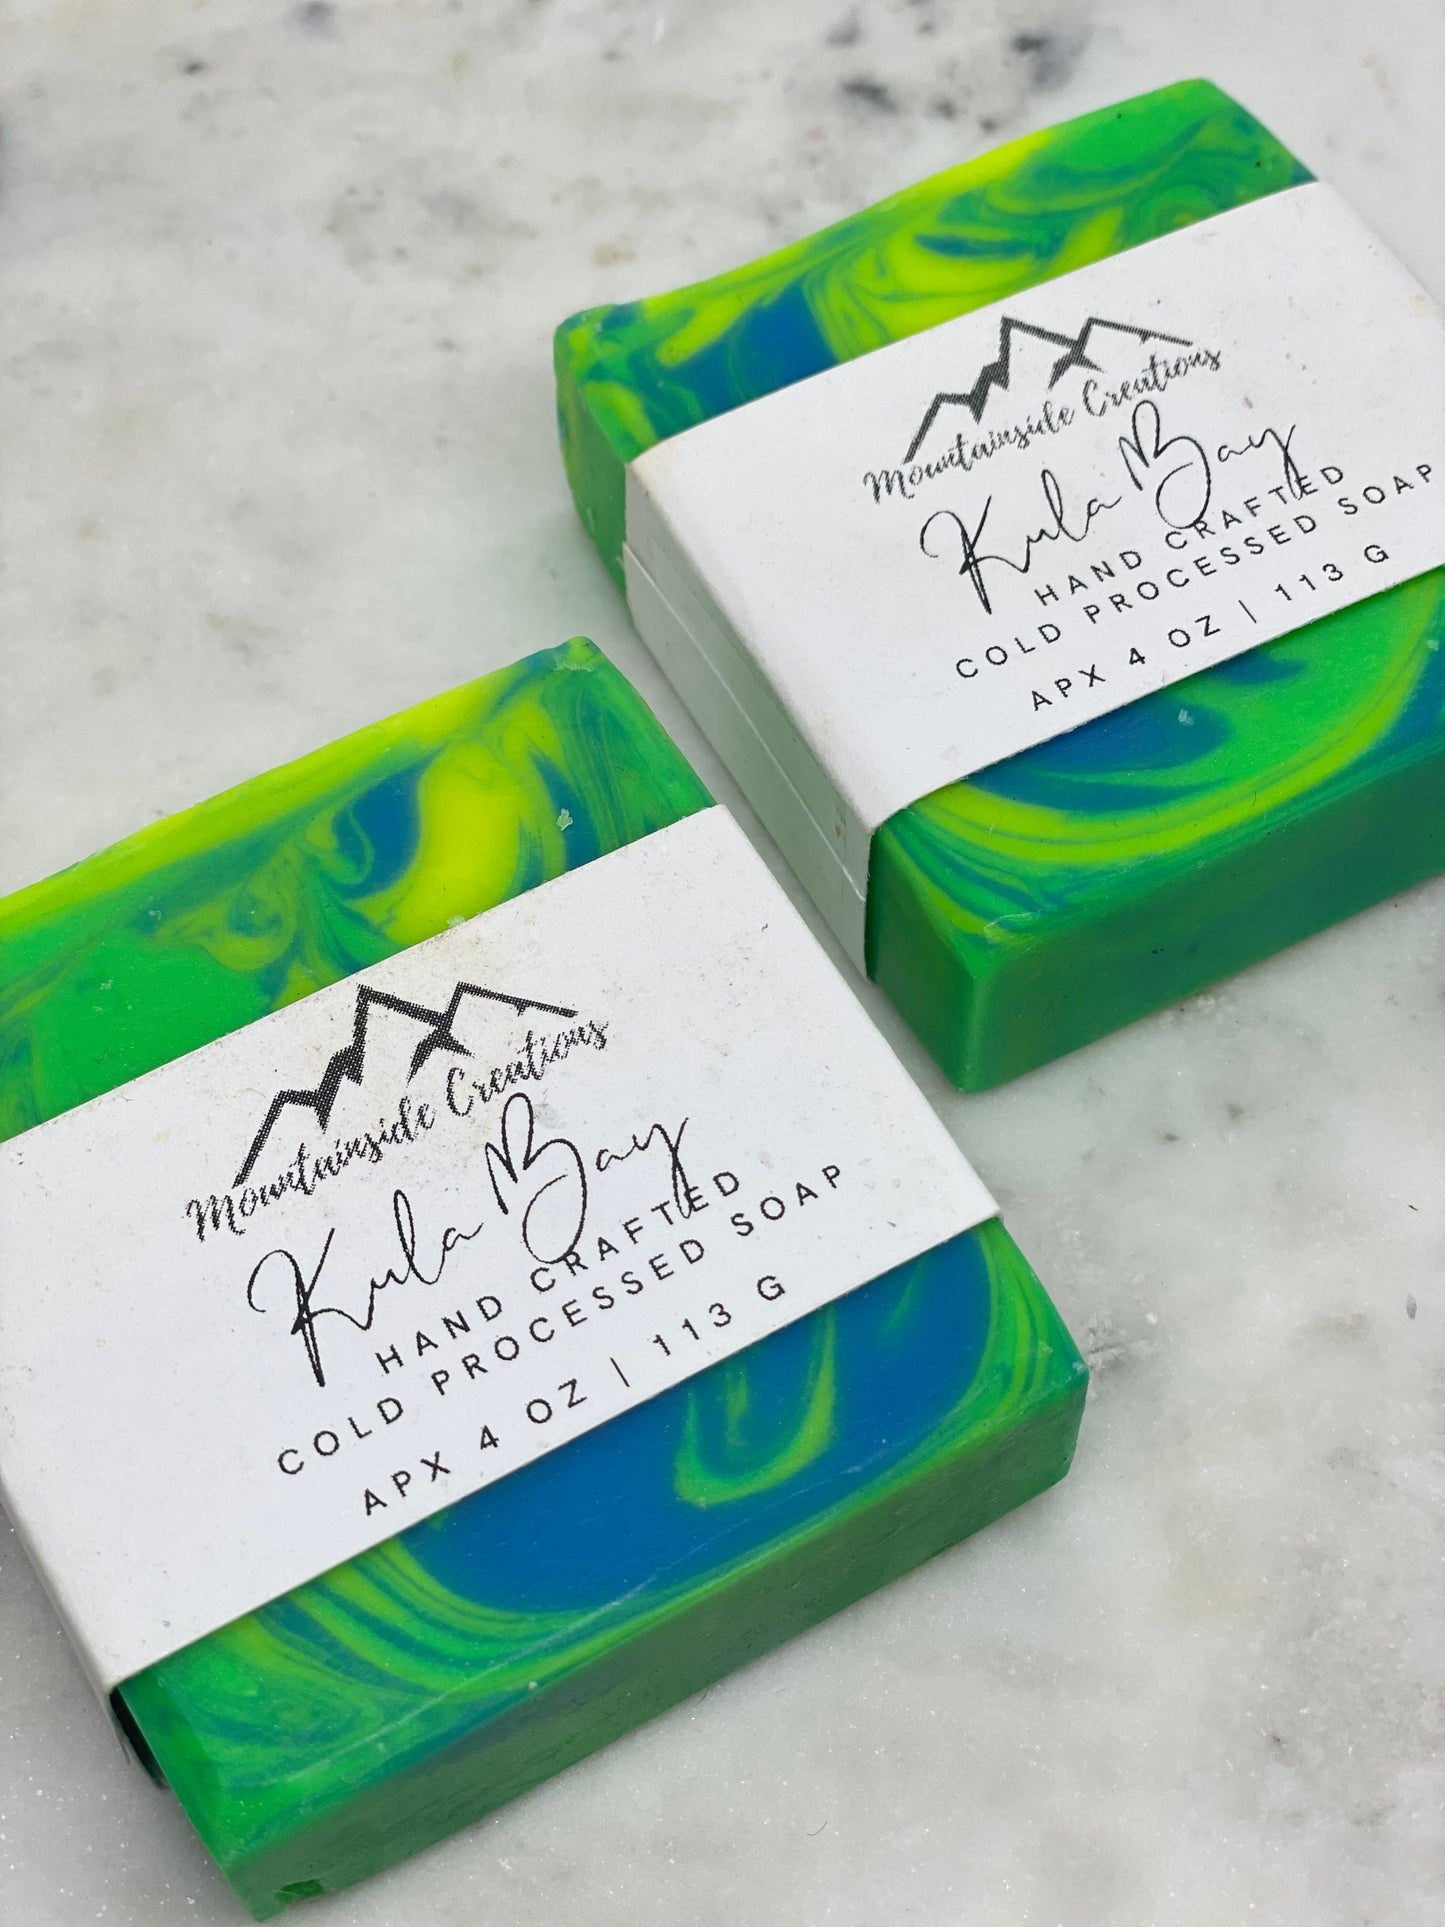 Mountainside Creations
Kula Bay
HAND CRAFTED
COLD PROCESSED SOAP
APX 4 OZ | 113 G
Mountainside Creations
Kula Bay
HAND CRAFTED
COLD PROCESSED SOAP
APX 4 OZ | 113 G